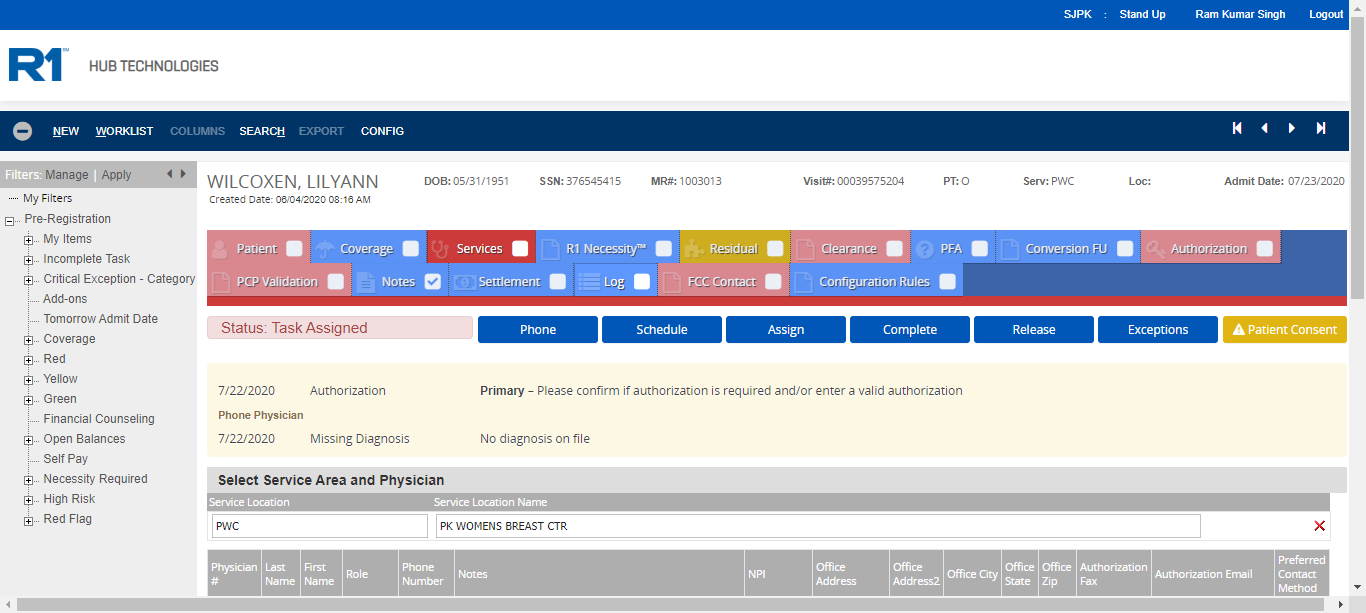 SJPK : Stand Up Ram Kumar Singh Logout
R1™ HUB TECHNOLOGIES
NEW WORKLIST COLUMNS SEARCH EXPORT CONFIG
Filters: Manage | Apply
My Filters
Pre-Registration
My Items
Incomplete Task
Critical Exception - Category
Add-ons
Tomorrow Admit Date
Coverage
Red
Yellow
Green
Financial Counseling
Open Balances
Self Pay
Necessity Required
High Risk
Red Flag
WILCOXEN, LILYANN DOB: 05/31/1951 SSN: 376545415 MR#: 1003013 Visit#: 00039575204 PT: O Serv: PWC Loc: Admit Date: 07/23/2020
Created Date: 06/04/2020 08:16 AM
Patient Coverage Services R1 Necessity™ Residual Clearance PFA Conversion FU Authorization
PCP Validation Notes Settlement Log FCC Contact Configuration Rules
Status: Task Assigned Phone Schedule Assign Complete Release Exceptions Patient Consent
7/22/2020 Authorization Primary – Please confirm if authorization is required and/or enter a valid authorization
Phone Physician
7/22/2020 Missing Diagnosis No diagnosis on file
Select Service Area and Physician
Service Location Service Location Name
PWC PK WOMENS BREAST CTR
Physician Last First Phone Office Office Office Office Authorization Preferred
# Name Name Role Number Notes NPI Address Address2 Office City State Zip Fax Authorization Email Contact
Method